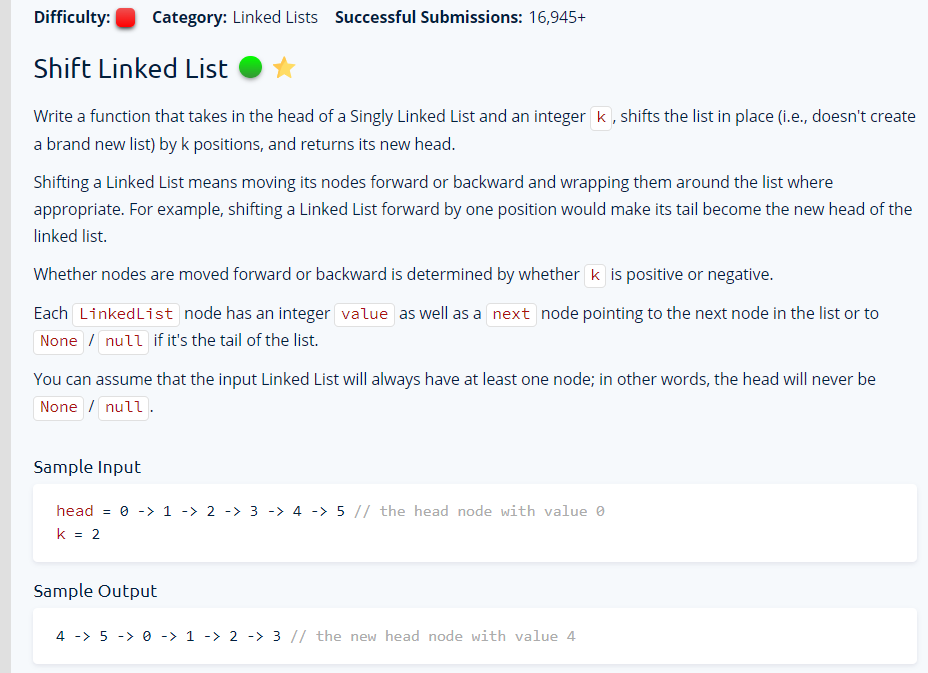 Difficulty: Category: Linked Lists Successful Submissions: 16,945+
Shift Linked List
Write a function that takes in the head of a Singly Linked List and an integer k, shifts the list in place (i.e., doesn't create
a brand new list) by k positions, and returns its new head.
Shifting a Linked List means moving its nodes forward or backward and wrapping them around the list where
appropriate. For example, shifting a Linked List forward by one position would make its tail become the new head of the
linked list.
Whether nodes are moved forward or backward is determined by whether k is positive or negative.
Each LinkedList node has an integer value as well as a next node pointing to the next node in the list or to
None / null if it's the tail of the list.
You can assume that the input Linked List will always have at least one node; in other words, the head will never be
None / null.
Sample Input
head = 0 -> 1 -> 2 -> 3 -> 4 -> 5 // the head node with value 0
k = 2
Sample Output
4 -> 5 -> 0 -> 1 -> 2 -> 3 // the new head node with value 4